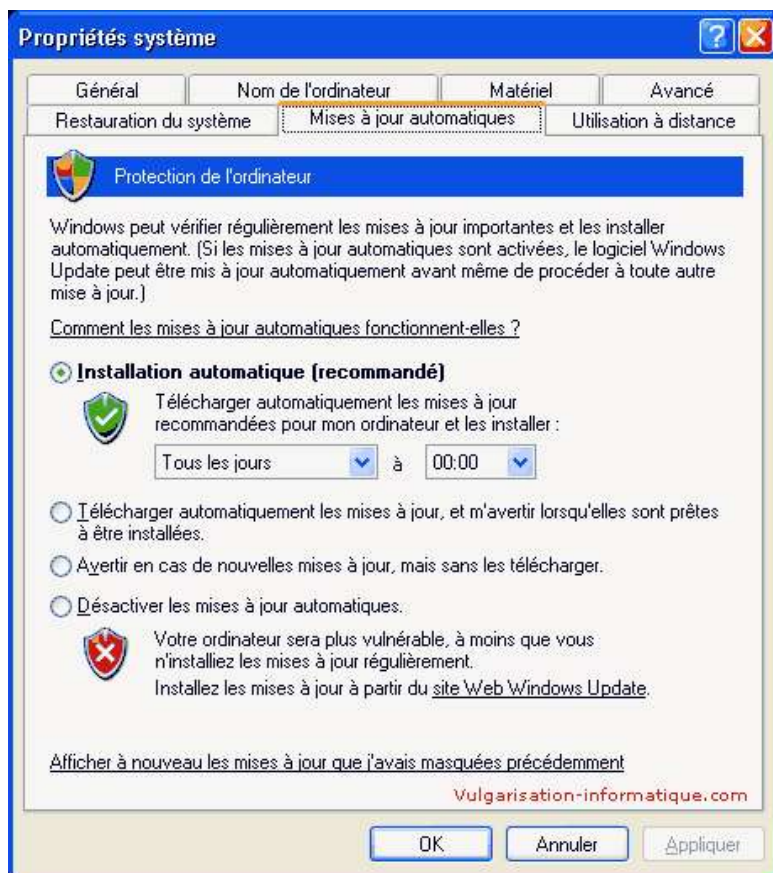 Propriétés système
Général
Nom de l'ordinateur
Matériel
Avancé
Restauration du système
Mises à jour automatiques
Utilisation à distance
Protection de l'ordinateur
Windows peut vérifier régulièrement les mises à jour importantes et les installer
automatiquement. (Si les mises à jour automatiques sont activées, le logiciel Windows
Update peut être mis à jour automatiquement avant même de procéder à toute autre
mise à jour.)
Comment les mises à jour automatiques fonctionnent-elles ?
Installation automatique (recommandé)
Télécharger automatiquement les mises à jour
recommandées pour mon ordinateur et les installer :
Tous les jours
à
00:00
Télécharger automatiquement les mises à jour, et m'avertir lorsqu'elles sont prêtes
à être installées.
Avertir en cas de nouvelles mises à jour, mais sans les télécharger.
Désactiver les mises à jour automatiques.
Votre ordinateur sera plus vulnérable, à moins que vous
n'installiez les mises à jour régulièrement.
Installez les mises à jour à partir du site Web Windows Update.
Afficher à nouveau les mises à jour que j'avais masquées précédemment
Vulgarisation-informatique.com
OK
Annuler
Appliquer